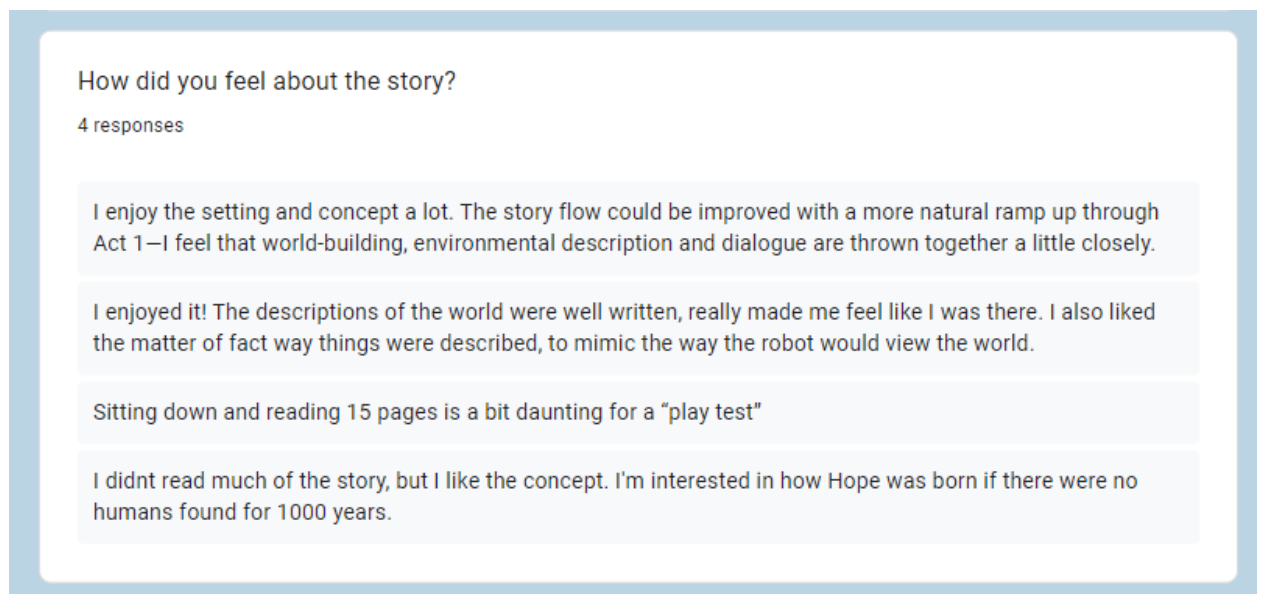 How did you feel about the story?
4 responses
I enjoy the setting and concept a lot. The story flow could be improved with a more natural ramp up through
Act 1—I feel that world-building, environmental description and dialogue are thrown together a little closely.
I enjoyed it! The descriptions of the world were well written, really made me feel like I was there. I also liked
the matter of fact way things were described, to mimic the way the robot would view the world.
Sitting down and reading 15 pages is a bit daunting for a “play test”
I didnt read much of the story, but I like the concept. I'm interested in how Hope was born if there were no
humans found for 1000 years.